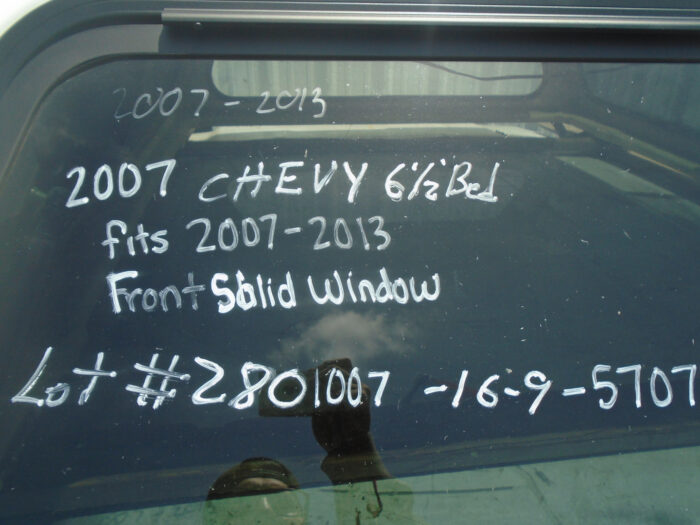 2007 - 2013
2007 CHEVY 6½' Bed
fits 2007-2013
Front Solid Window
Lot #2801007 -16-9-5707